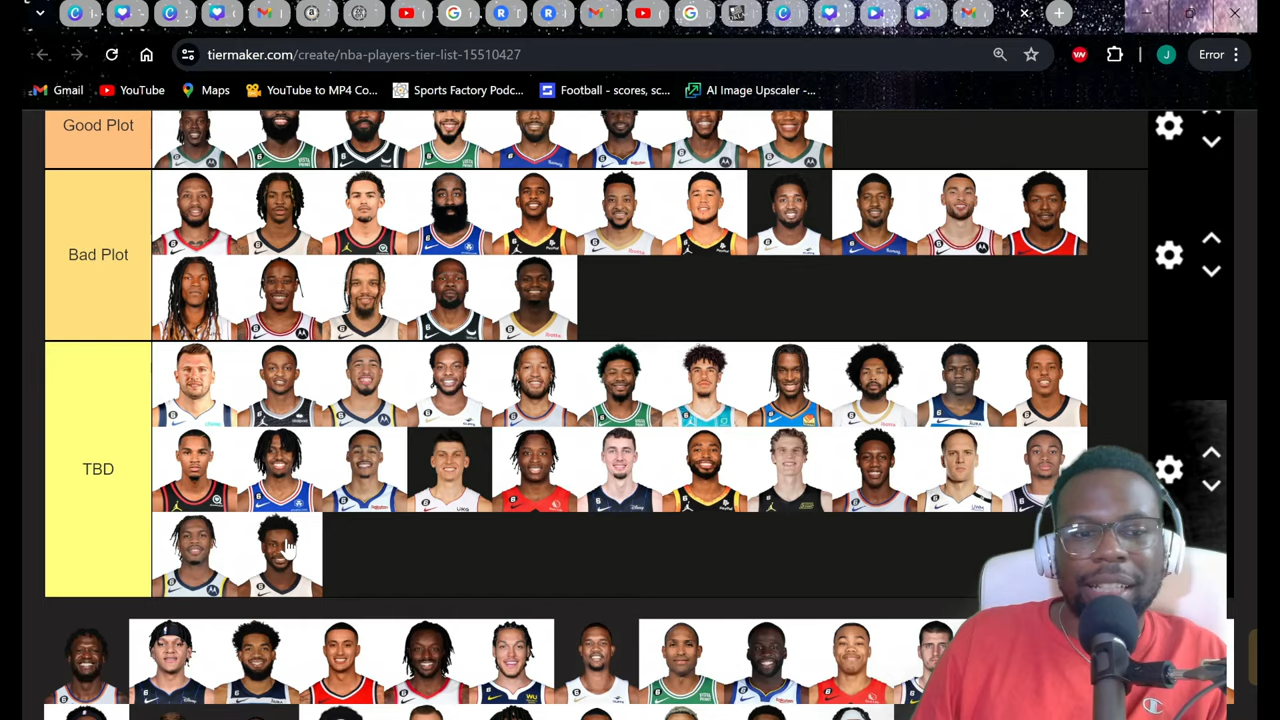 tiermaker.com/create/nba-players-tier-list-15510427
Error
Gmail
YouTube
Maps
YouTube to MP4 Co...
Sports Factory Podc...
Football - scores, sc...
AI Image Upscaler -...
Good Plot
Bad Plot
TBD